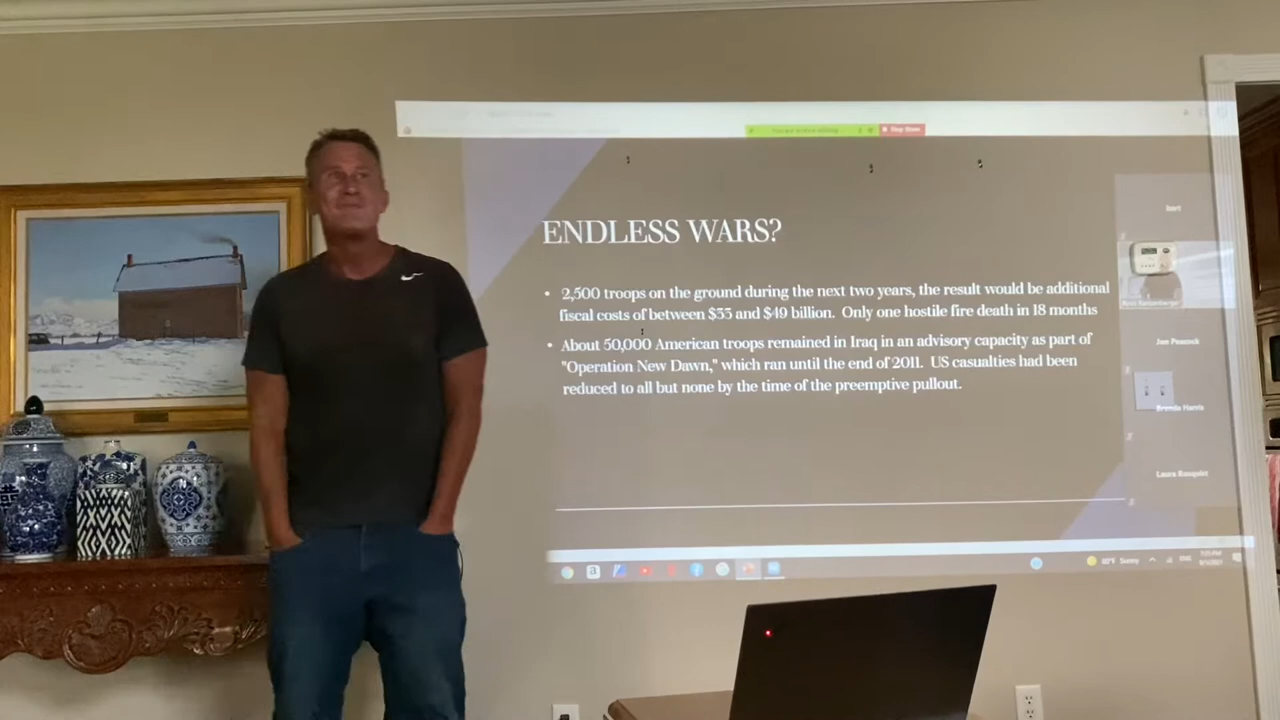 Stop Share
ENDLESS WARS?
• 2,500 troops on the ground during the next two years, the result would be additional
fiscal costs of between $33 and $49 billion. Only one hostile fire death in 18 months
• About 50,000 American troops remained in Iraq in an advisory capacity as part of
"Operation New Dawn," which ran until the end of 2011. US casualties had been
reduced to all but none by the time of the preemptive pullout.
Jon Peacock
Brenda Harris
Laura
Sunny